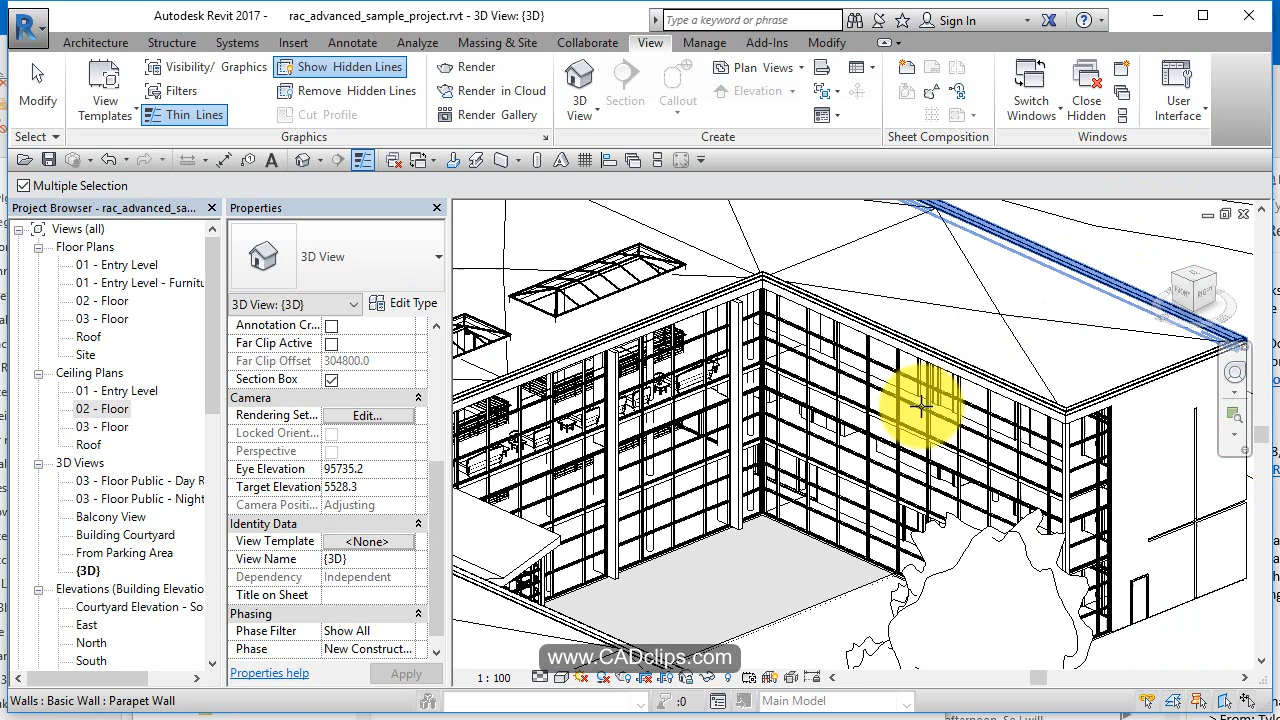 Autodesk Revit 2017 - rac_advanced_sample_project.rvt - 3D View: {3D}
Type a keyword or phrase
Sign In
Architecture Structure Systems Insert Annotate Analyze Massing & Site Collaborate View Manage Add-Ins Modify
Modify
View
Templates
Visibility/ Graphics
Filters
Thin Lines
Show Hidden Lines
Remove Hidden Lines
Cut Profile
Render
Render in Cloud
Render Gallery
3D
View
Section
Callout
Plan Views
Elevation
Switch
Windows
Close
Hidden
User
Interface
Select Graphics Create Sheet Composition Windows
Multiple Selection
Project Browser - rac_advanced_sa...
Views (all)
Floor Plans
01 - Entry Level
01 - Entry Level - Furnitu
02 - Floor
03 - Floor
Roof
Site
Ceiling Plans
01 - Entry Level
02 - Floor
03 - Floor
Roof
3D Views
03 - Floor Public - Day R
03 - Floor Public - Night
Balcony View
Building Courtyard
From Parking Area
{3D}
Elevations (Building Elevatio
Courtyard Elevation - So
East
North
South
Properties
3D View
3D View: {3D} Edit Type
Annotation Cr...
Far Clip Active
Far Clip Offset 304800.0
Section Box
Camera
Rendering Set... Edit...
Locked Orient...
Perspective
Eye Elevation 95735.2
Target Elevation 5528.3
Camera Positi... Adjusting
Identity Data
View Template <None>
View Name {3D}
Dependency Independent
Title on Sheet
Phasing
Phase Filter Show All
Phase New Construct...
Properties help Apply
FRONT RIGHT
www.CADclips.com
1 : 100
Walls : Basic Wall : Parapet Wall
:0
Main Model